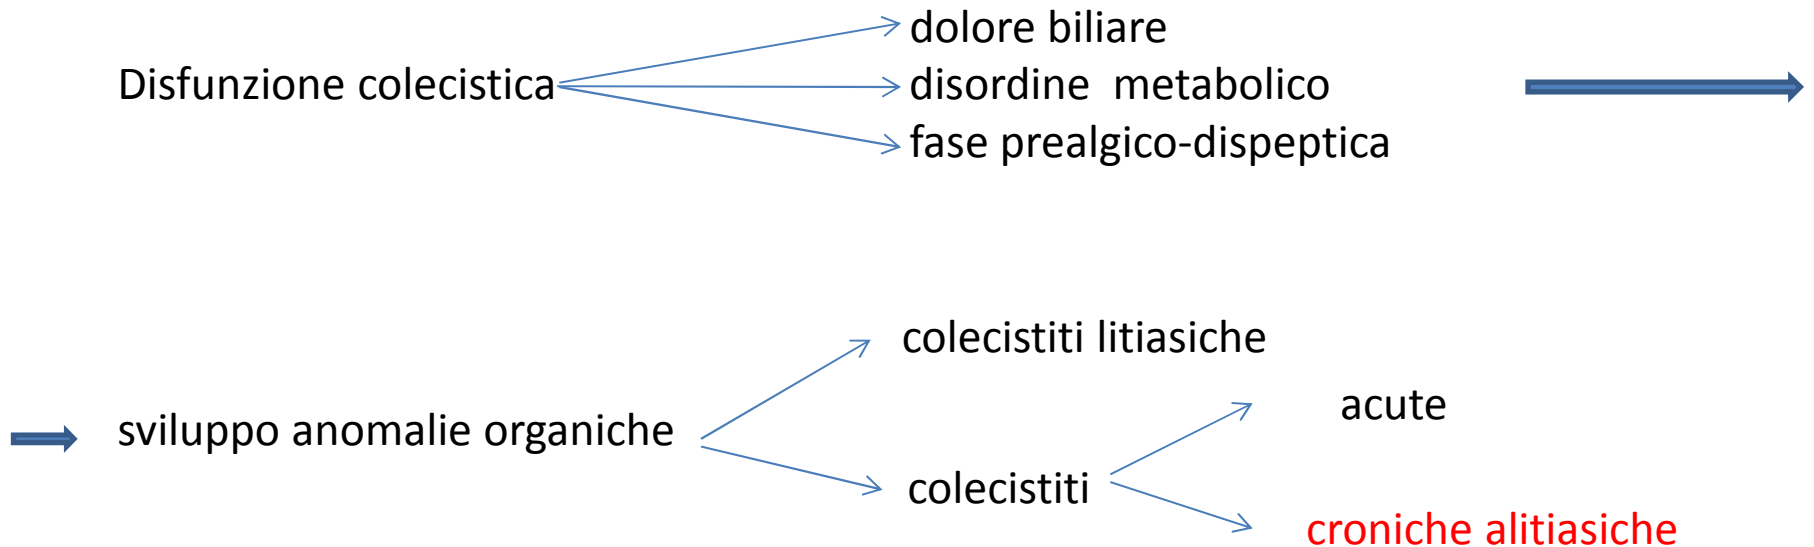 dolore biliare
Disfunzione colecistica
disordine metabolico
fase prealgico-dispeptica
colecistiti litiasiche
acute
sviluppo anomalie organiche
colecistiti
croniche alitiasiche